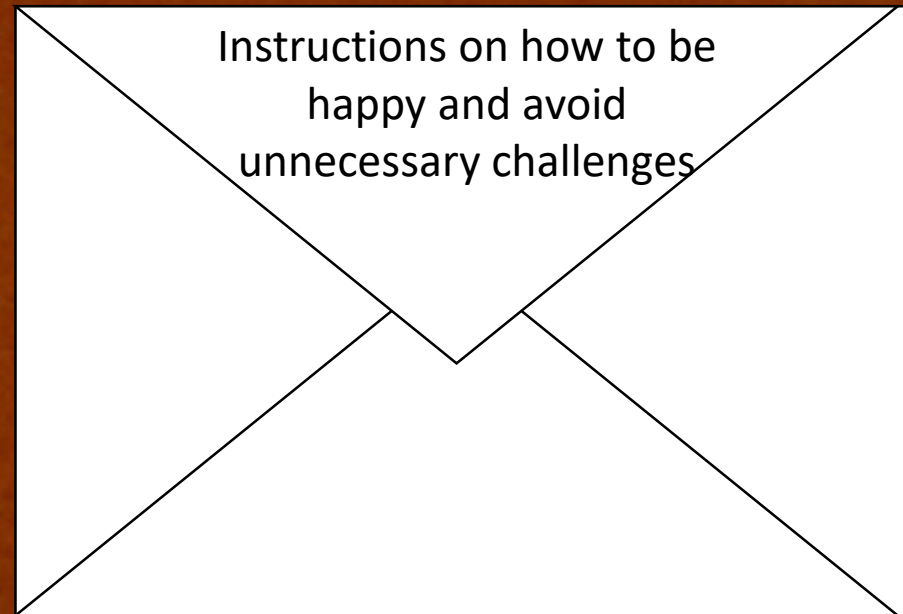 Instructions on how to be
happy and avoid
unnecessary challenges